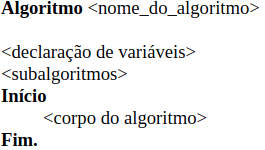 Algoritmo <nome_do_algoritmo>
<declaração de variáveis>
<subalgoritmos>
Início
<corpo do algoritmo>
Fim.